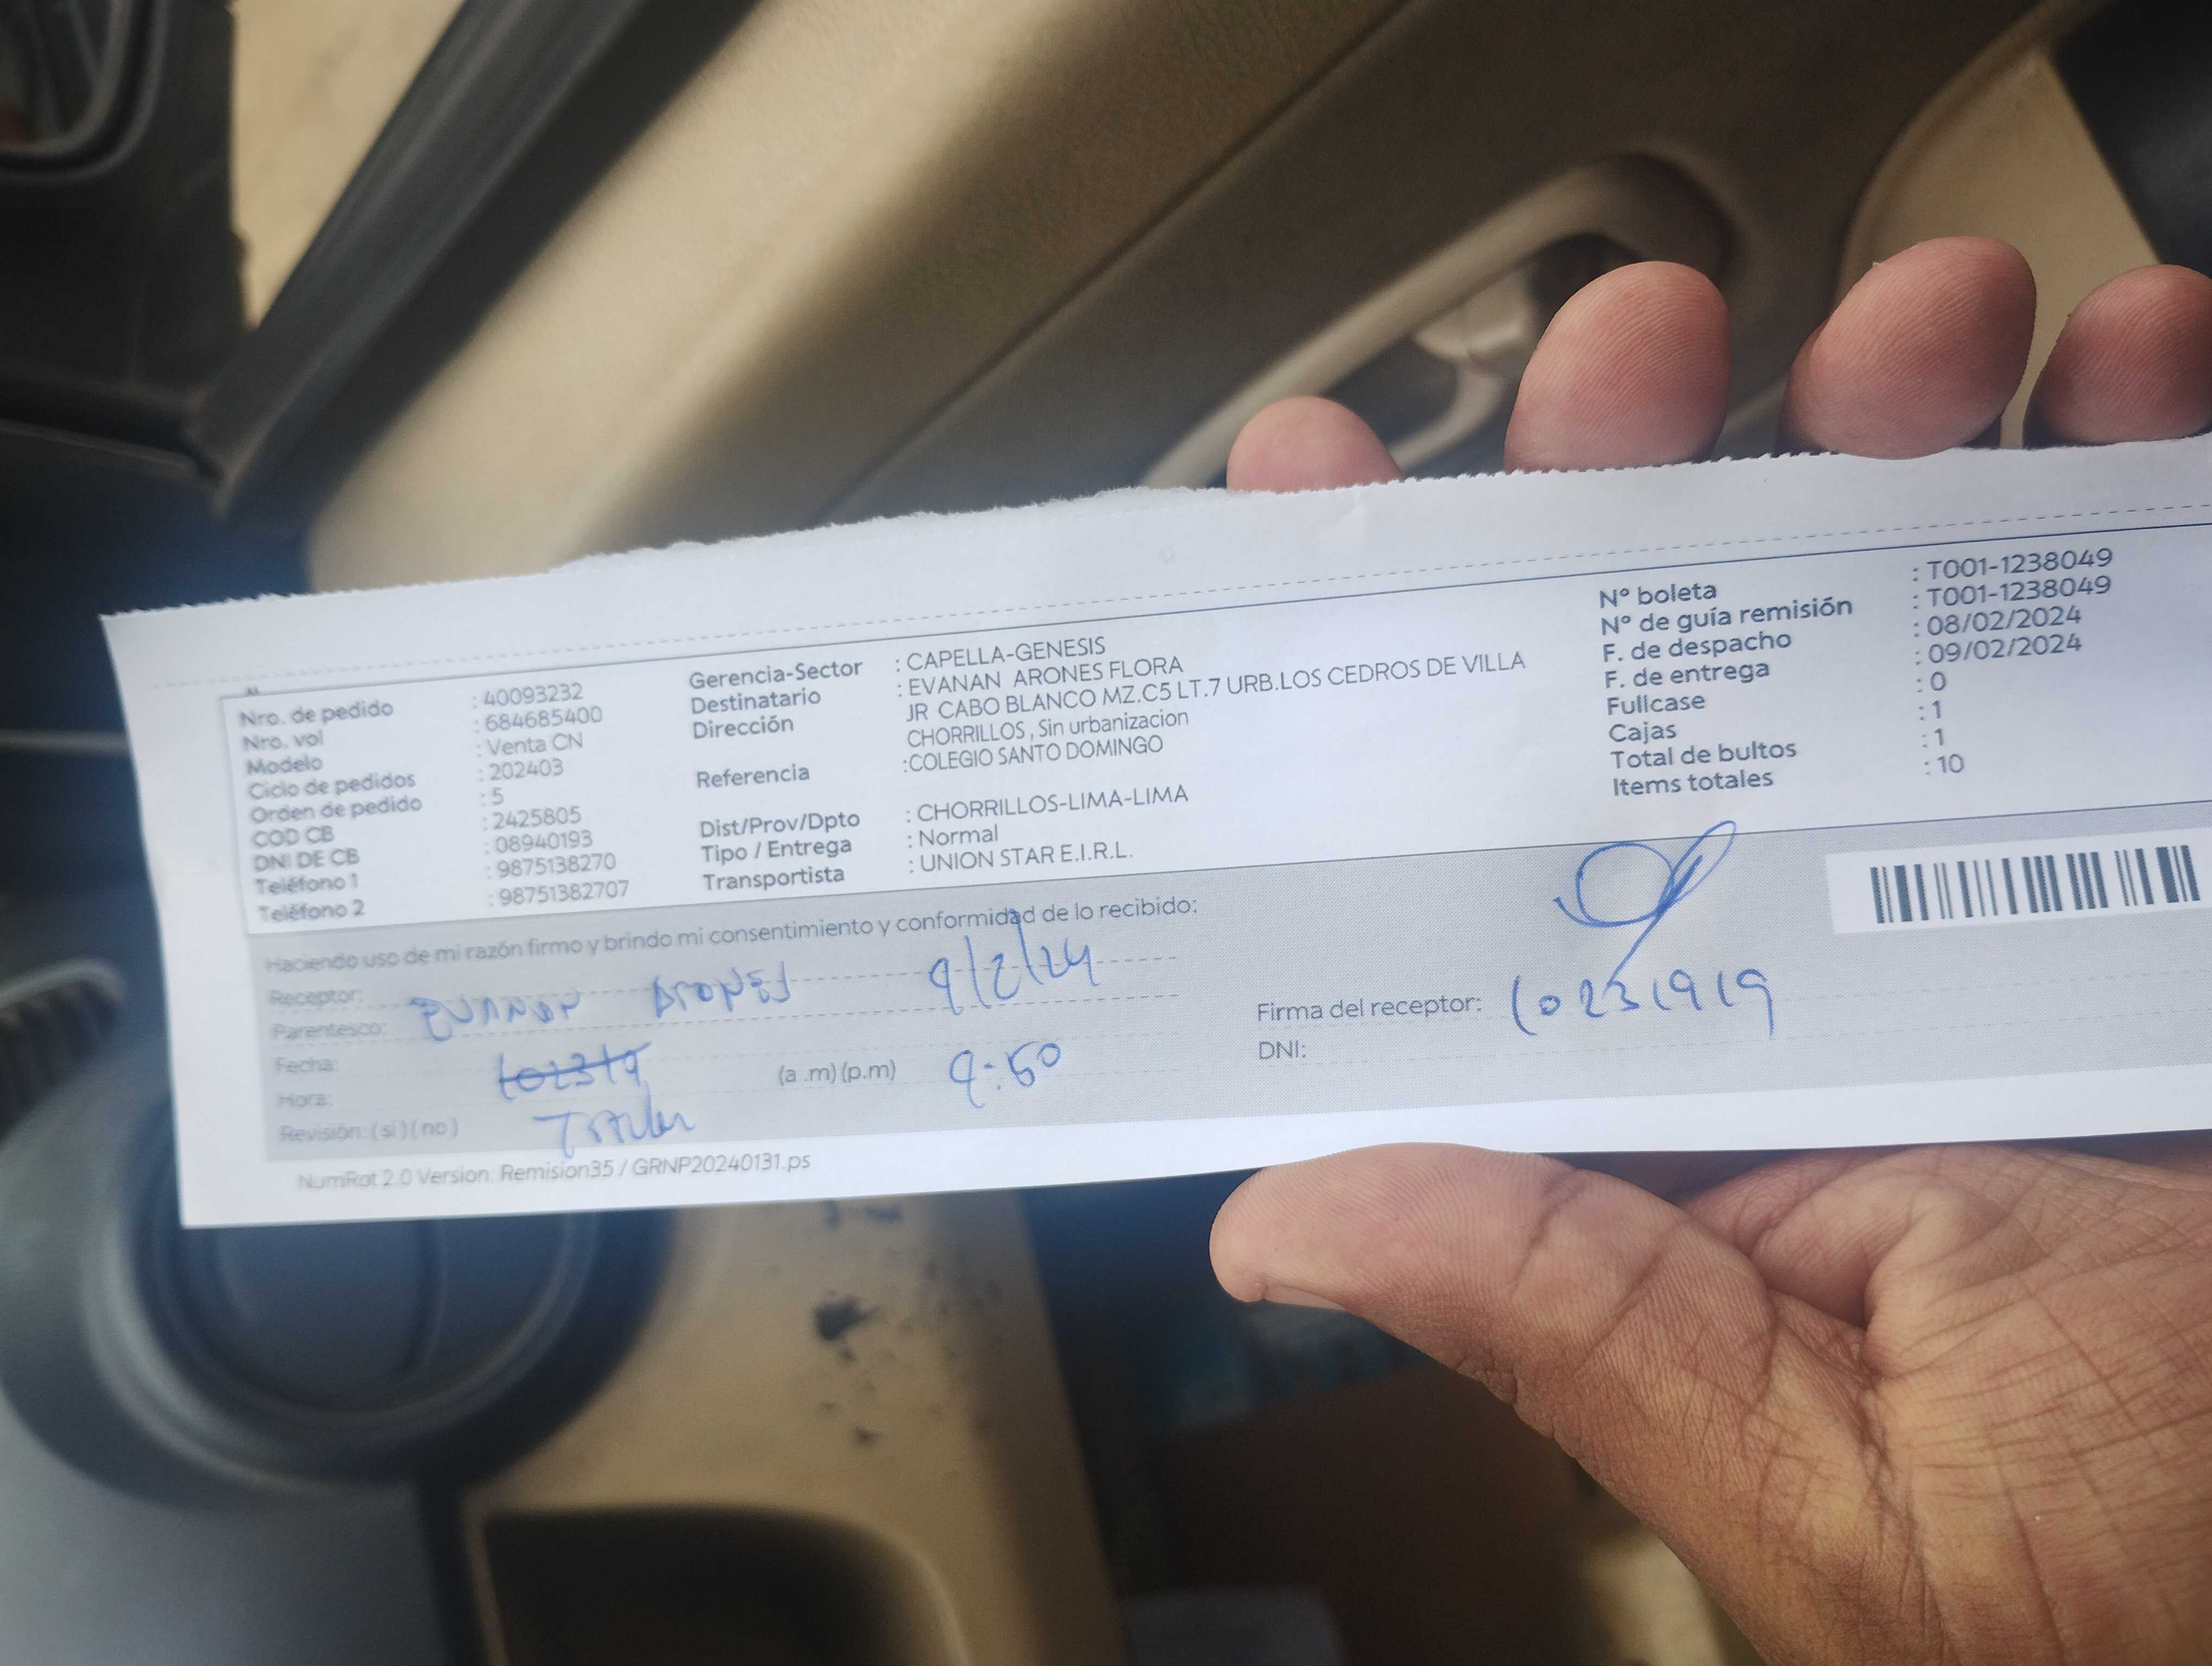 Nro. de pedido : 40093232
Nro. vol : 684685400
Modelo : Venta CN
Ciclo de pedidos : 202403
Orden de pedido : 5
COD CB : 2425805
DNI DE CB : 08940193
Teléfono 1 : 9875138270
Teléfono 2 : 98751382707
Gerencia-Sector : CAPELLA-GENESIS
Destinatario : EVANAN ARONES FLORA
Dirección JR CABO BLANCO MZ.C5 LT.7 URB.LOS CEDROS DE VILLA
CHORRILLOS , Sin urbanizacion
Referencia :COLEGIO SANTO DOMINGO
Dist/Prov/Dpto : CHORRILLOS-LIMA-LIMA
Tipo / Entrega : Normal
Transportista : UNION STAR E.I.R.L.
Nº boleta : T001-1238049
Nº de guía remisión : T001-1238049
F. de despacho : 08/02/2024
F. de entrega : 09/02/2024
Fullcase : 0
Cajas : 1
Total de bultos : 1
Items totales : 10
Haciendo uso de mi razón firmo y brindo mi consentimiento y conformidad de lo recibido:
Receptor: EVANAN ARONES 9/2/24
Parentesco:
Fecha:
Hora: (a .m) (p.m) 9:50
Revisión: ( si ) ( no )
Firma del receptor: 10231919
DNI:
NumRot 2.0 Version: Remision35 / GRNP20240131.ps